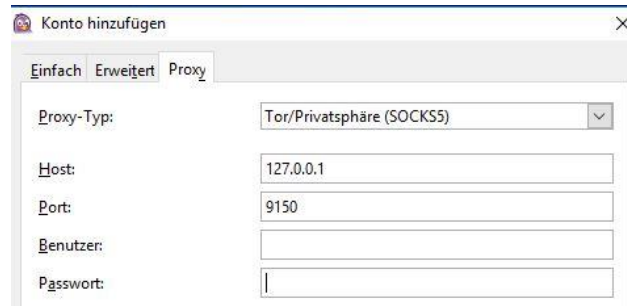 Konto hinzufügen
Einfach Erweitert Proxy
Proxy-Typ: Tor/Privatsphäre (SOCKS5)
Host: 127.0.0.1
Port: 9150
Benutzer:
Passwort: